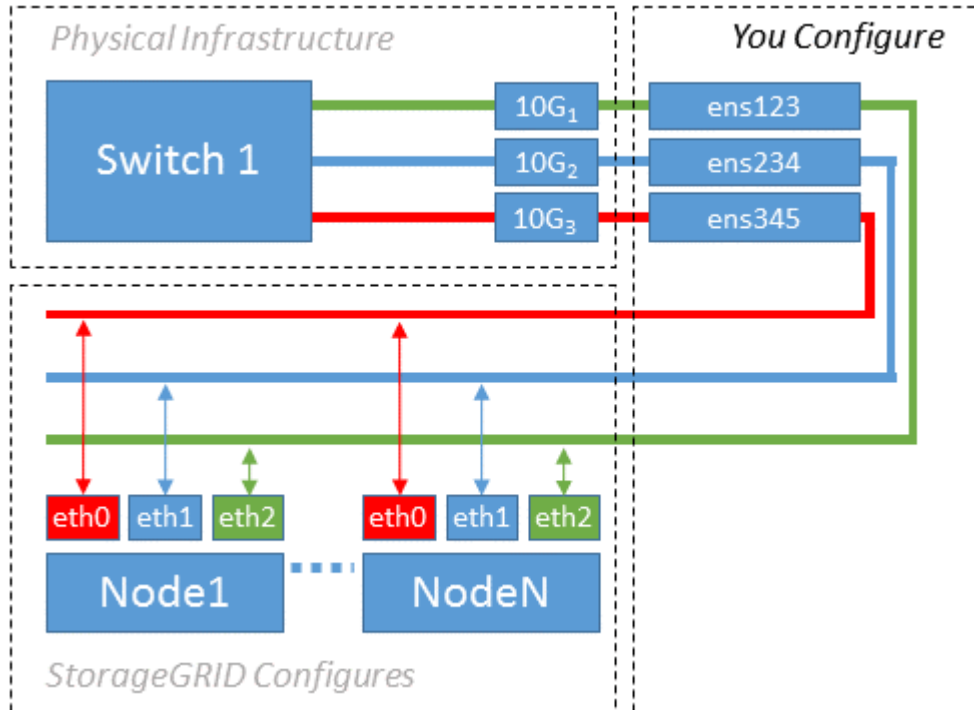 Physical Infrastructure
You Configure
Switch 1
10G₁
ens123
10G₂
ens234
10G₃
ens345
eth0 eth1 eth2 eth0 eth1 eth2
Node1 NodeN
StorageGRID Configures